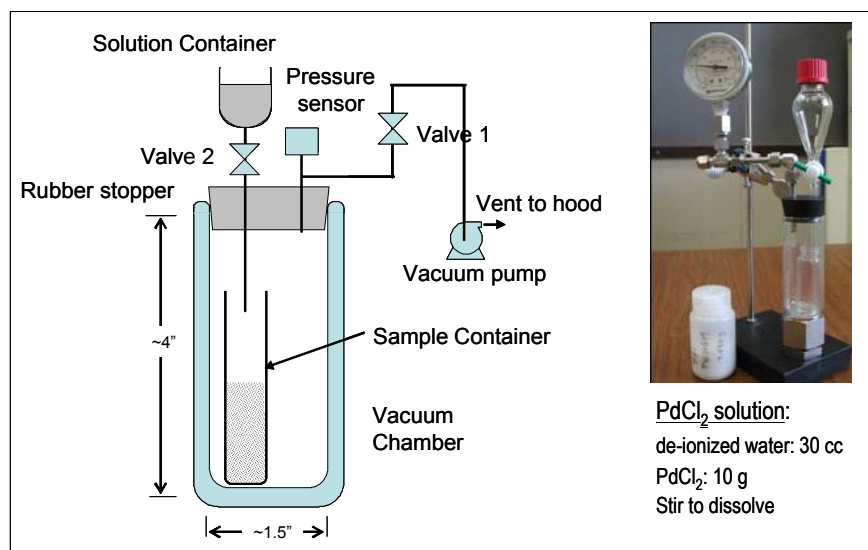 Solution Container
Pressure
sensor
Valve 1
Valve 2
Rubber stopper
Vent to hood
Vacuum pump
~4”
Sample Container
Vacuum
Chamber
~1.5”
PdCl₂ solution:
de-ionized water: 30 cc
PdCl₂: 10 g
Stir to dissolve